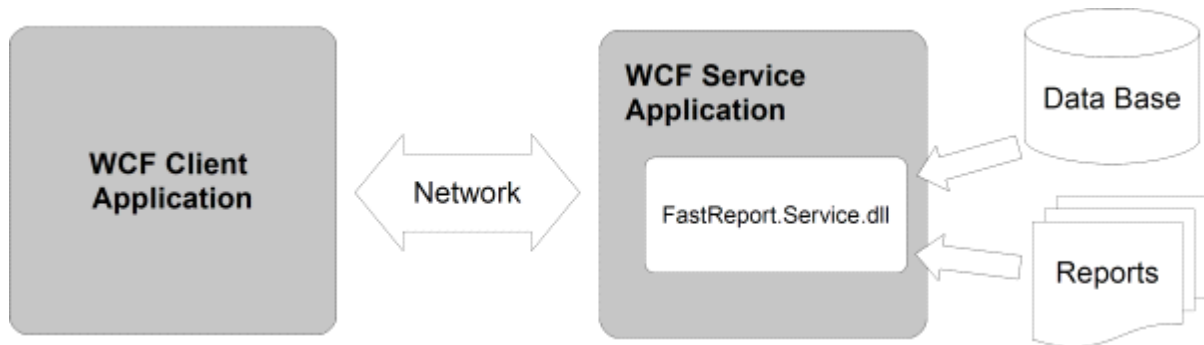 WCF Client
Application
Network
WCF Service
Application
FastReport.Service.dll
Data Base
Reports